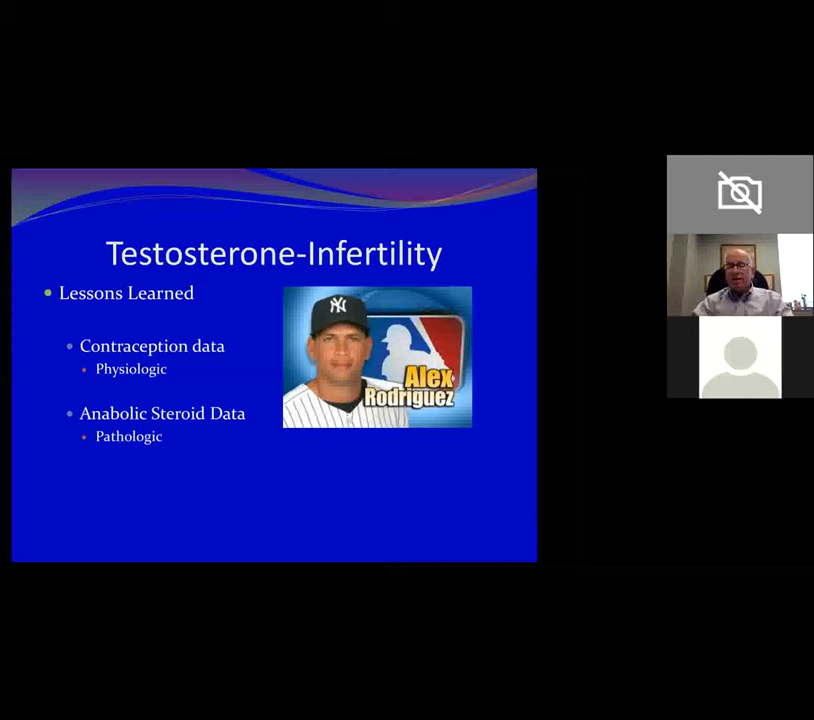 Testosterone-Infertility
Lessons Learned
Contraception data
Physiologic
Anabolic Steroid Data
Pathologic
NY
Alex
Rodriguez